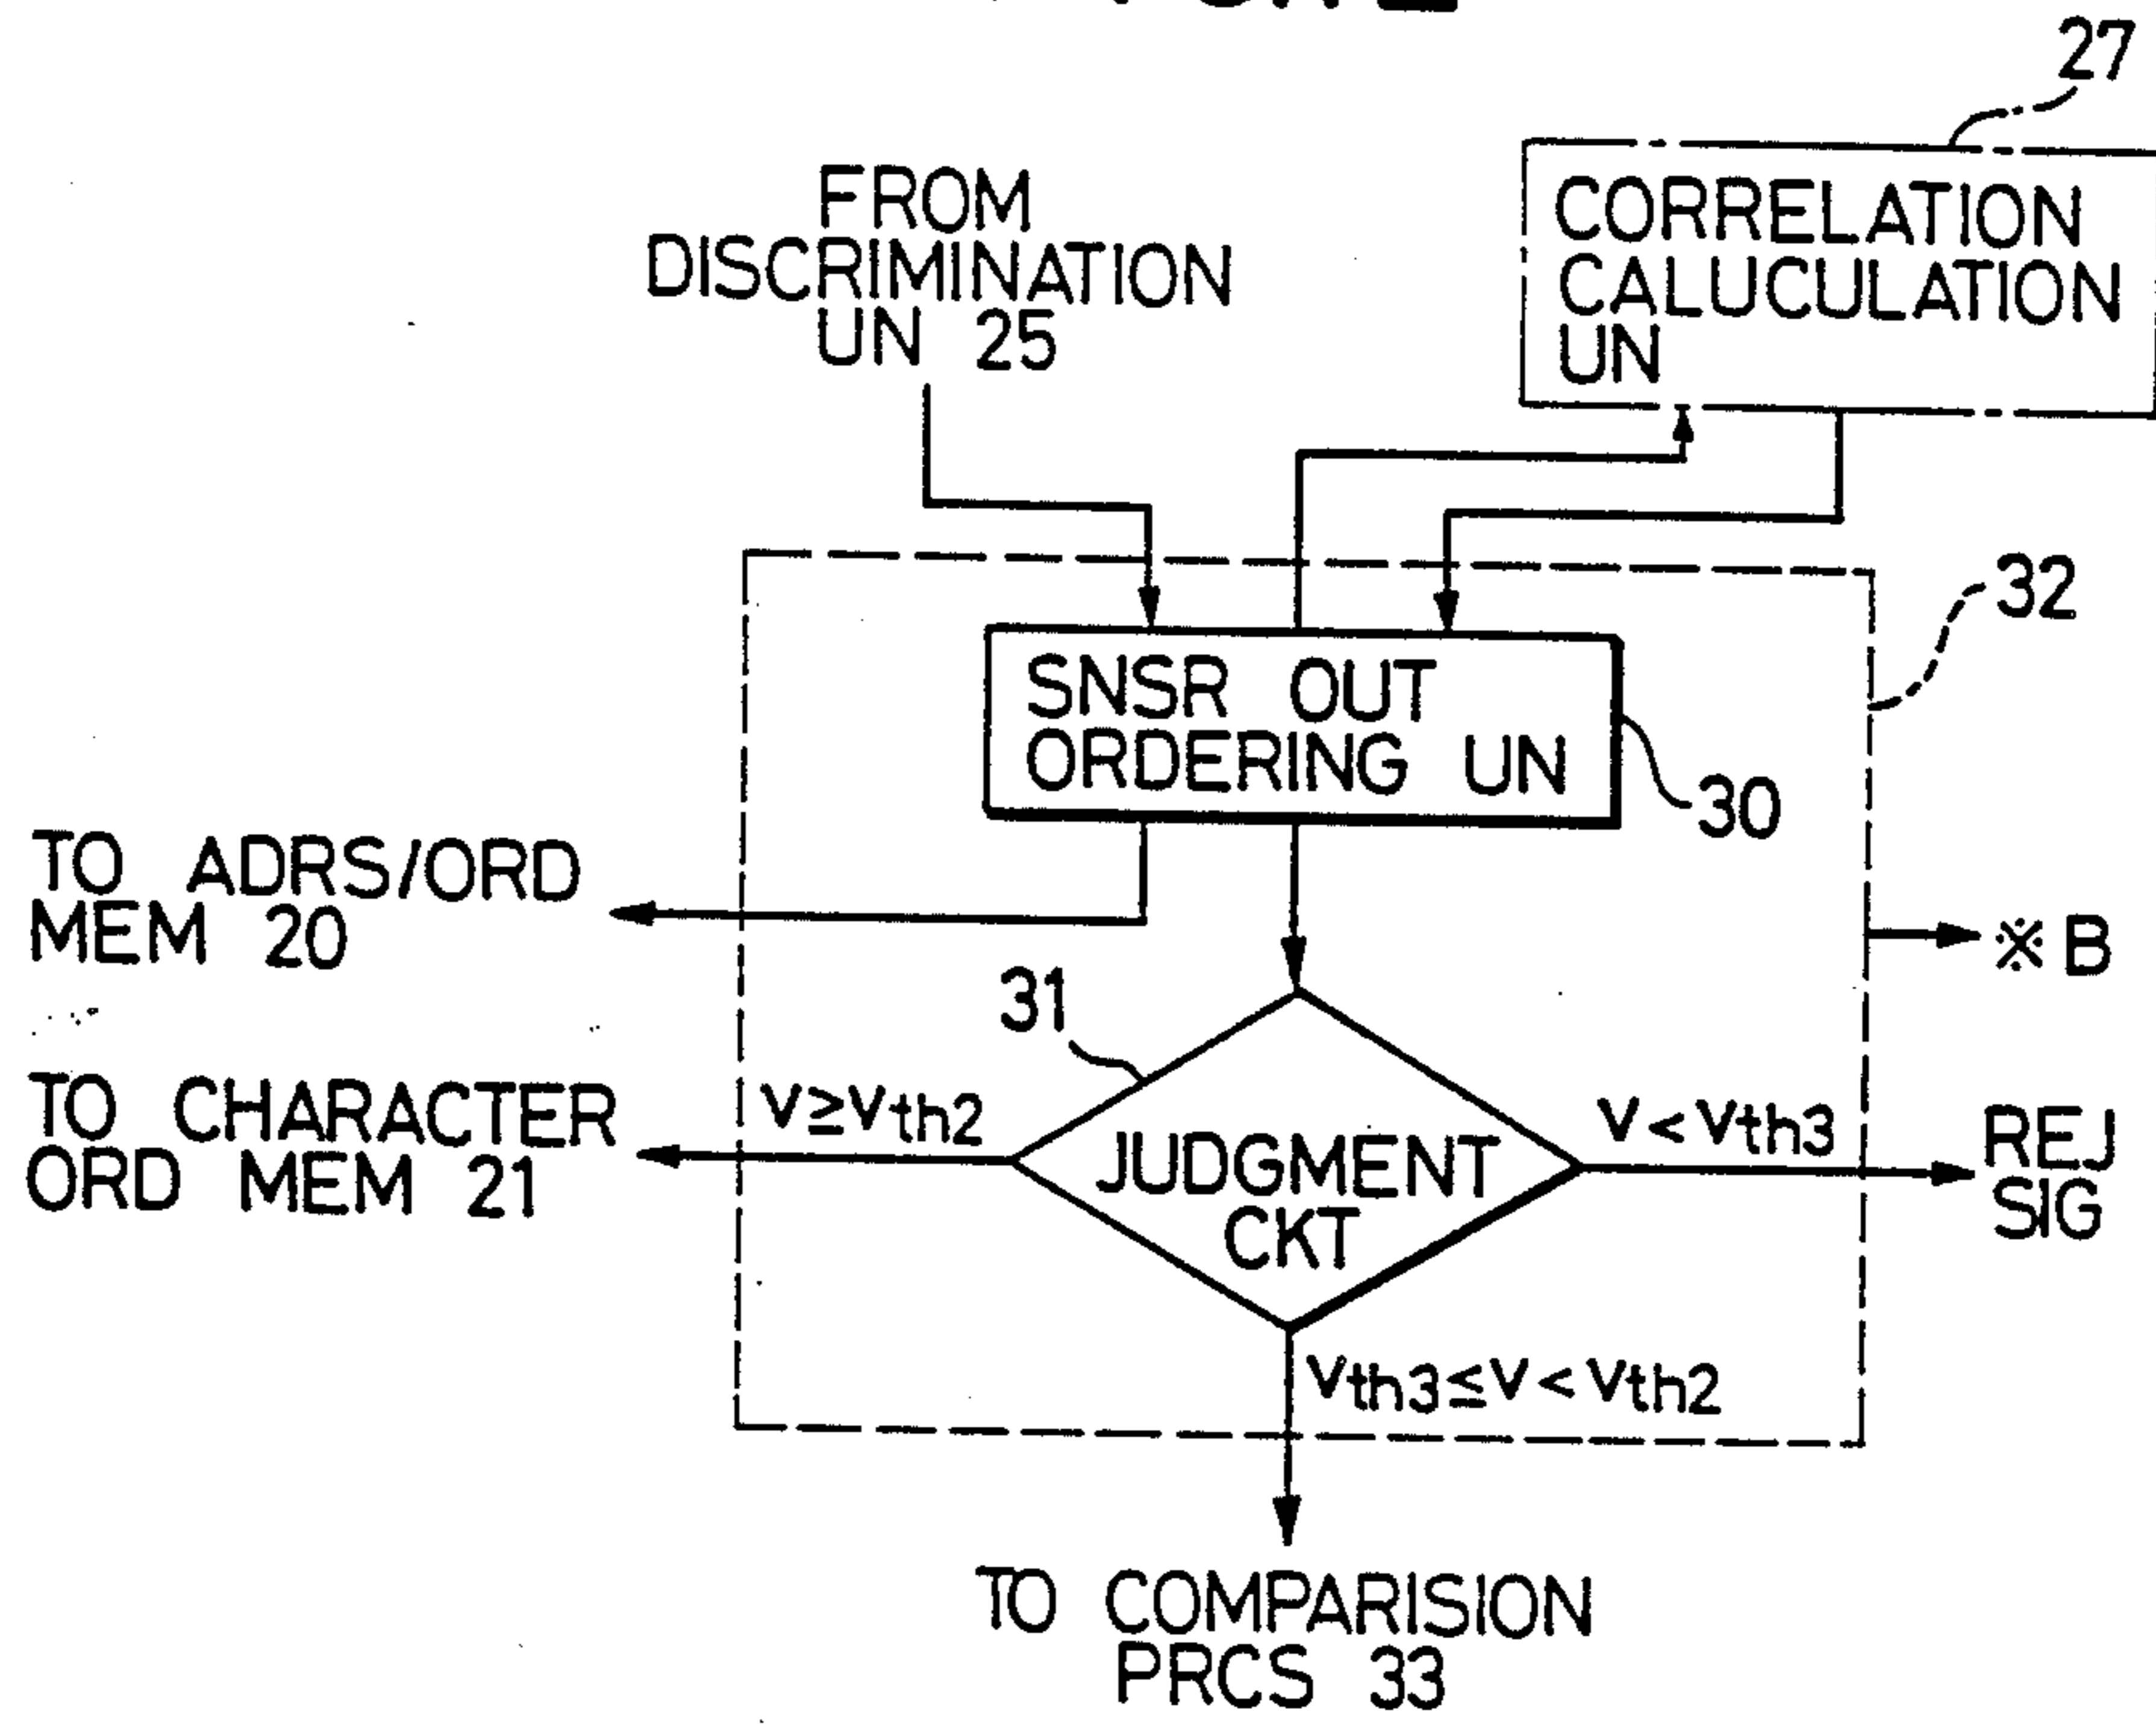 27
FROM
DISCRIMINATION
UN 25
CORRELATION
CALUCULATION
UN
32
SNSR OUT
ORDERING UN
30
TO ADRS/ORD
MEM 20
※B
31
TO CHARACTER
ORD MEM 21
V≧Vth2
JUDGMENT
CKT
V<Vth3
REJ
SIG
Vth3≦V<Vth2
TO COMPARISION
PRCS 33